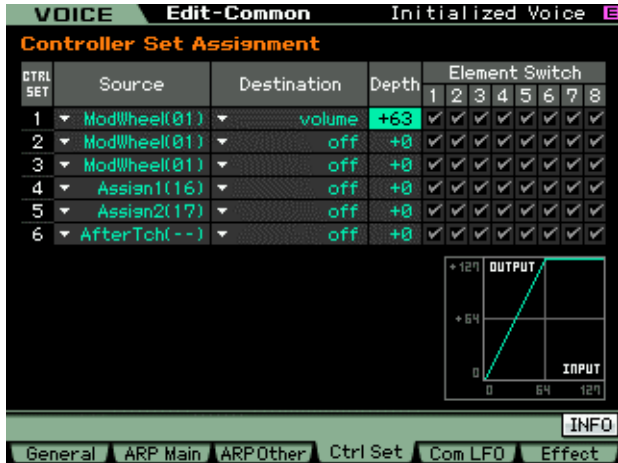 VOICE Edit-Common Initialized Voice E
Controller Set Assignment
CTRL SET Source Destination Depth Element Switch
1 2 3 4 5 6 7 8
1 ModWheel(01) volume +63
2 ModWheel(01) off +0
3 ModWheel(01) off +0
4 Assign1(16) off +0
5 Assign2(17) off +0
6 AfterTch(--) off +0
+127 OUTPUT
+64
0 INPUT
0 64 127
INFO
General ARP Main ARPOther Ctrl Set Com LFO Effect